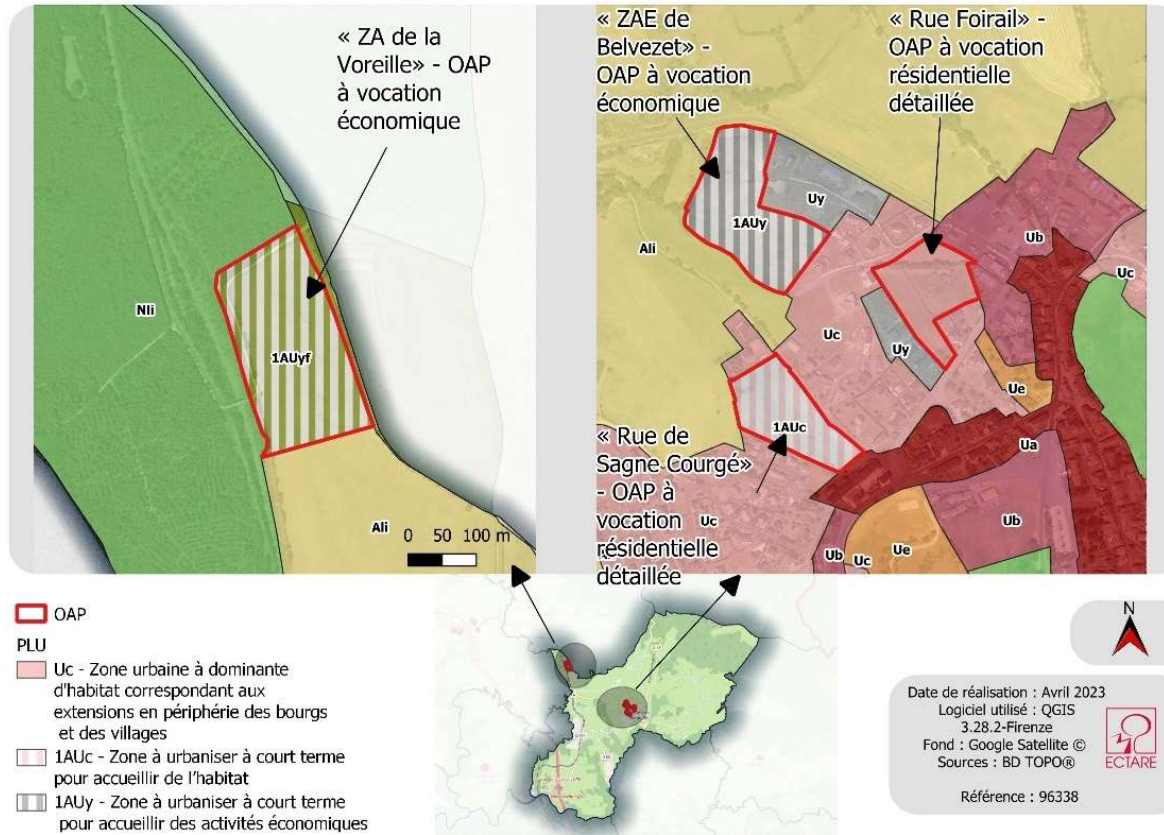 « ZA de la
Voreille» - OAP
à vocation
économique
Nli
1AUyf
Ali
0 50 100 m
« ZAE de
Belvezet» -
OAP à vocation
économique
« Rue Foirail» -
OAP à vocation
résidentielle
détaillée
Uy
1AUy
Ali
Ub
Uc
Uc
Uy
Ue
1AUc
Ua
« Rue de
Sagne Courgé»
- OAP à
vocation
résidentielle
détaillée
Uc
Ub
Ub
Uc
Ue
OAP
PLU
Uc - Zone urbaine à dominante
d'habitat correspondant aux
extensions en périphérie des bourgs
et des villages
1AUc - Zone à urbaniser à court terme
pour accueillir de l'habitat
1AUy - Zone à urbaniser à court terme
pour accueillir des activités économiques
N
Date de réalisation : Avril 2023
Logiciel utilisé : QGIS
3.28.2-Firenze
Fond : Google Satellite ©
Sources : BD TOPO®
Référence : 96338
ECTARE